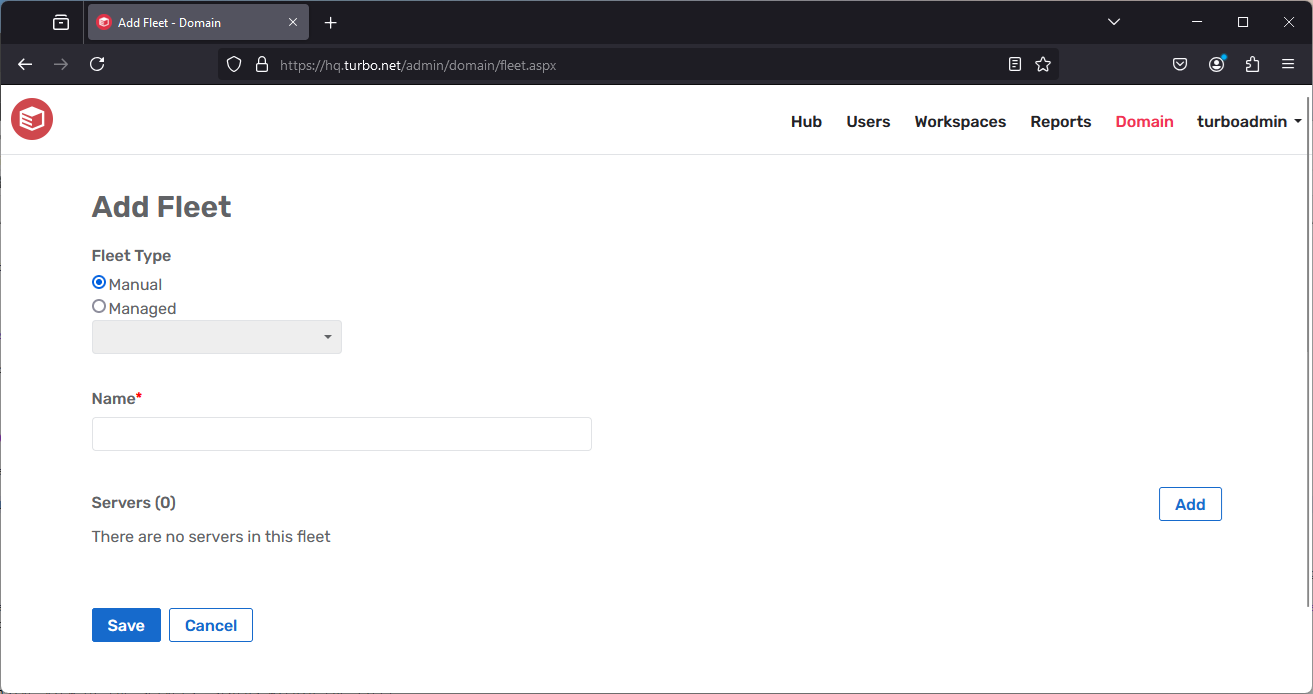 Add Fleet - Domain
https://hq.turbo.net/admin/domain/fleet.aspx
Hub Users Workspaces Reports Domain turboadmin
Add Fleet
Fleet Type
Manual
Managed
Name*
Servers (0) Add
There are no servers in this fleet
Save Cancel